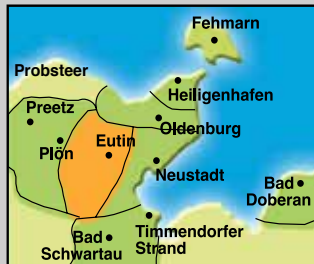 Fehmarn
Probsteer
Heiligenhafen
Preetz
Oldenburg
Plön
Eutin
Neustadt
Bad
Doberan
Timmendorfer
Strand
Bad
Schwartau